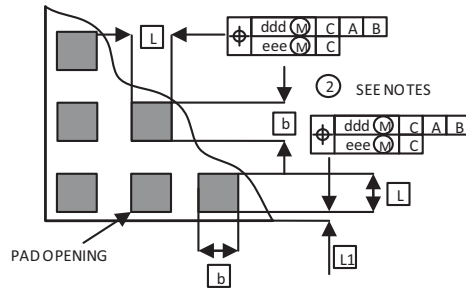 L
ddd M C A B
eee M C
2 SEE NOTES
b
ddd M C A B
eee M C
L
PAD OPENING
b
L1